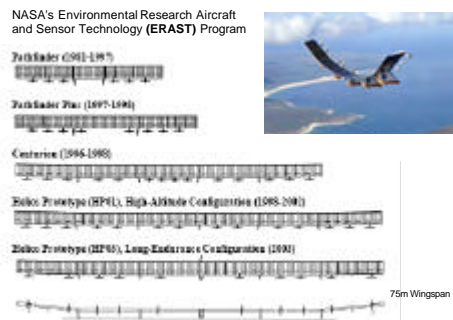 NASA's Environmental Research Aircraft
and Sensor Technology (ERAST) Program
Pathfinder (1981-1997)
Pathfinder Plus (1997-1998)
Centurion (1996-1998)
Helios Prototype (HP01), High-Altitude Configuration (1998-2002)
Helios Prototype (HP03), Long-Endurance Configuration (2003)
75m Wingspan